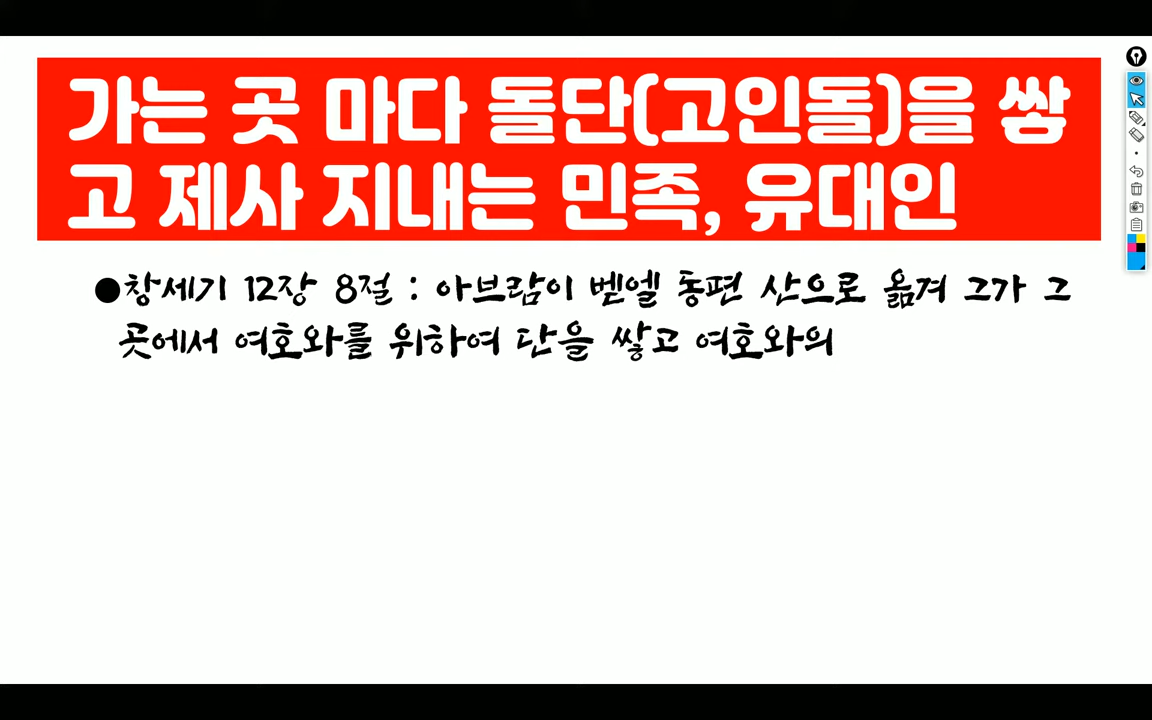 가는 곳 마다 돌단(고인돌)을 쌓
고 제사 지내는 민족, 유대인
●창세기 12장 8절 : 아브람이 벧엘 동편 산으로 옮겨 그가 그
곳에서 여호와를 위하여 단을 쌓고 여호와의